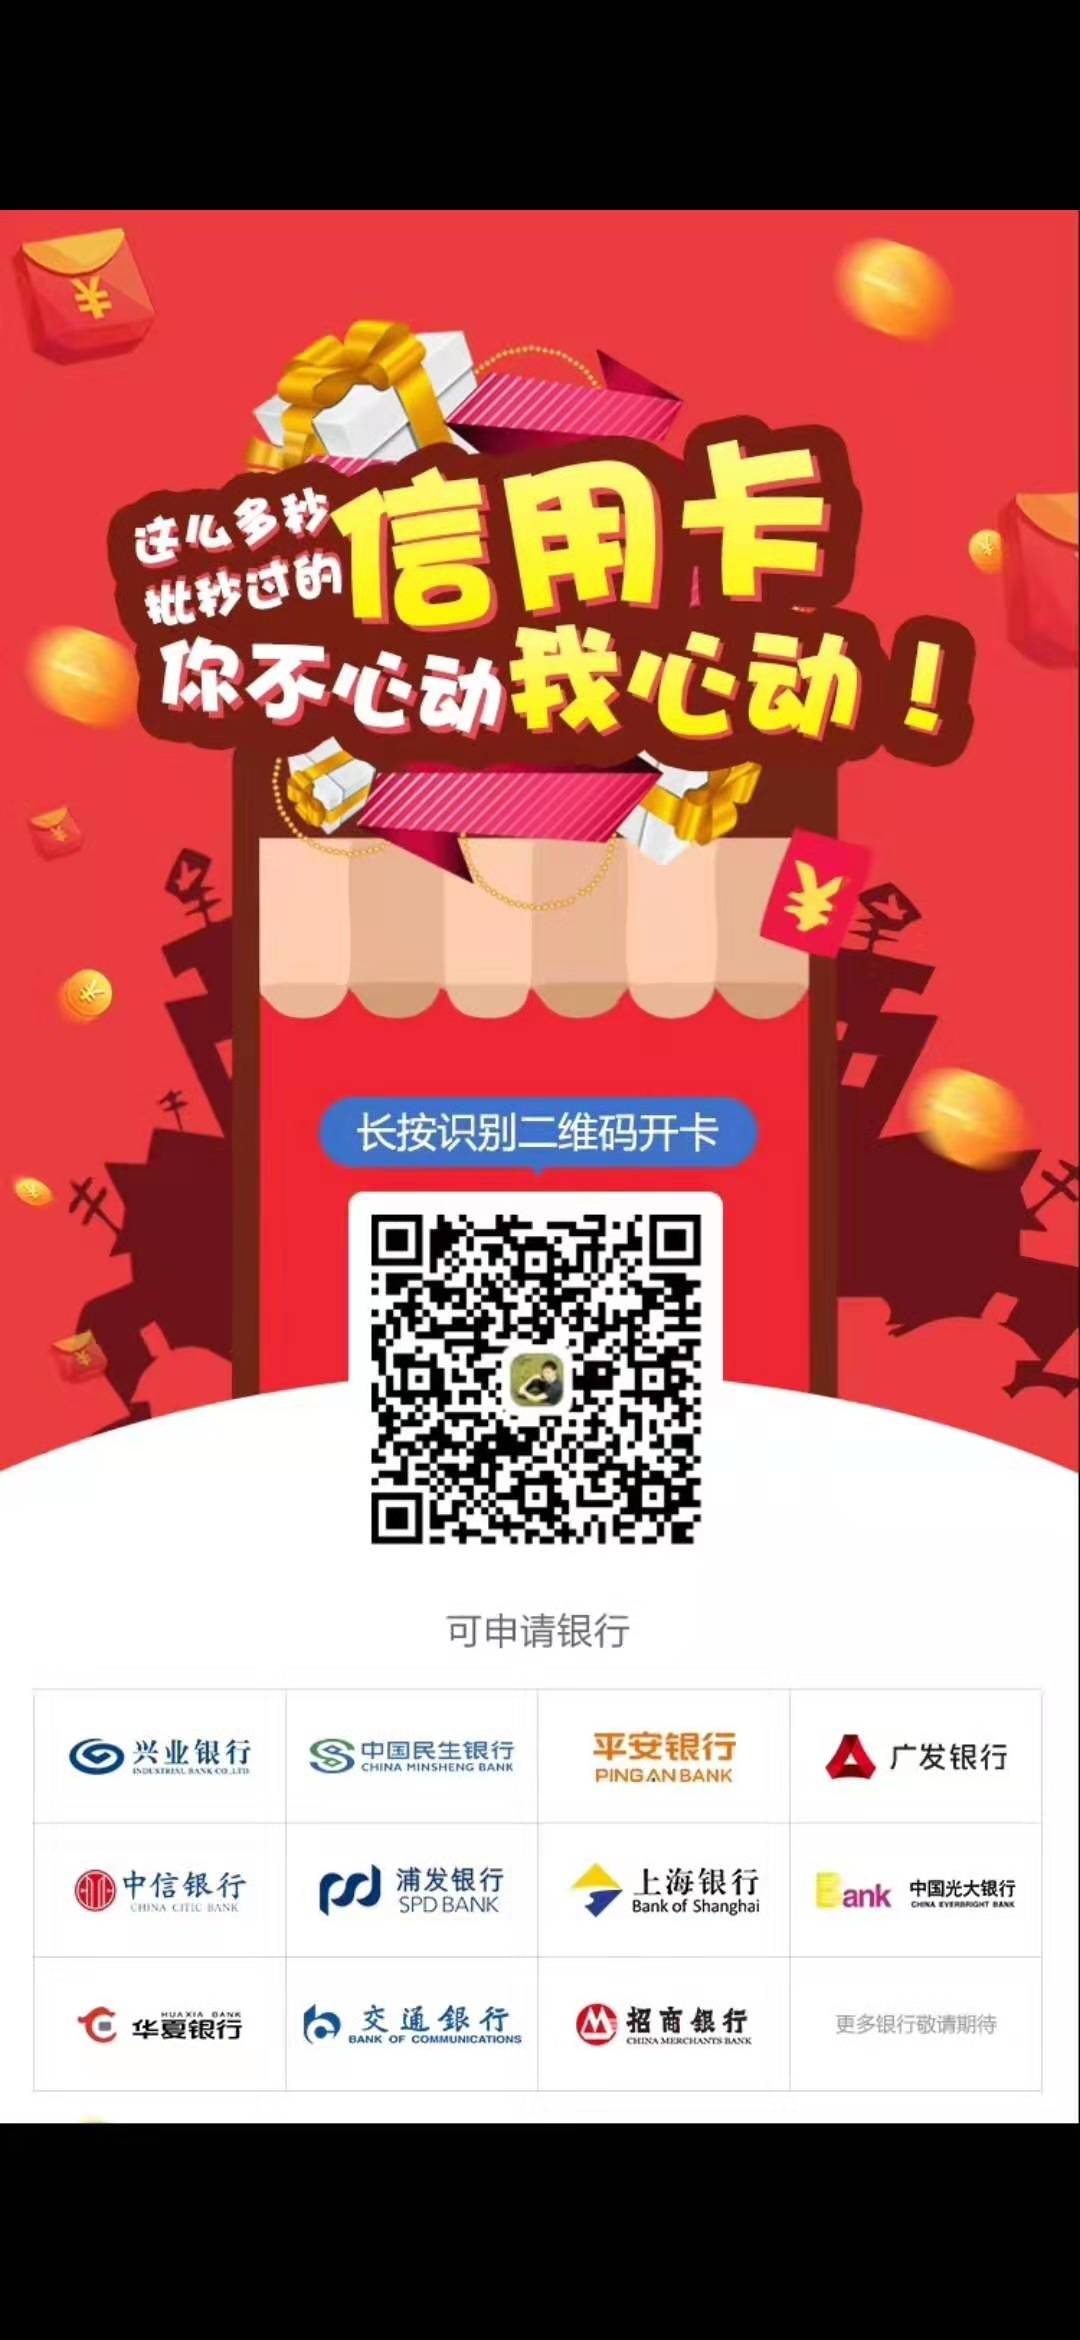 这么多秒
批秒过的
信用卡
你不心动我心动！
长按识别二维码开卡
可申请银行
兴业银行
INDUSTRIAL BANK CO.,LTD
中国民生银行
CHINA MINSHENG BANK
平安银行
PING AN BANK
广发银行
中信银行
CHINA CITIC BANK
浦发银行
SPD BANK
上海银行
Bank of Shanghai
Bank
中国光大银行
CHINA EVERBRIGHT BANK
HUAXIA BANK
华夏银行
交通銀行
BANK OF COMMUNICATIONS
招商银行
CHINA MERCHANTS BANK
更多银行敬请期待